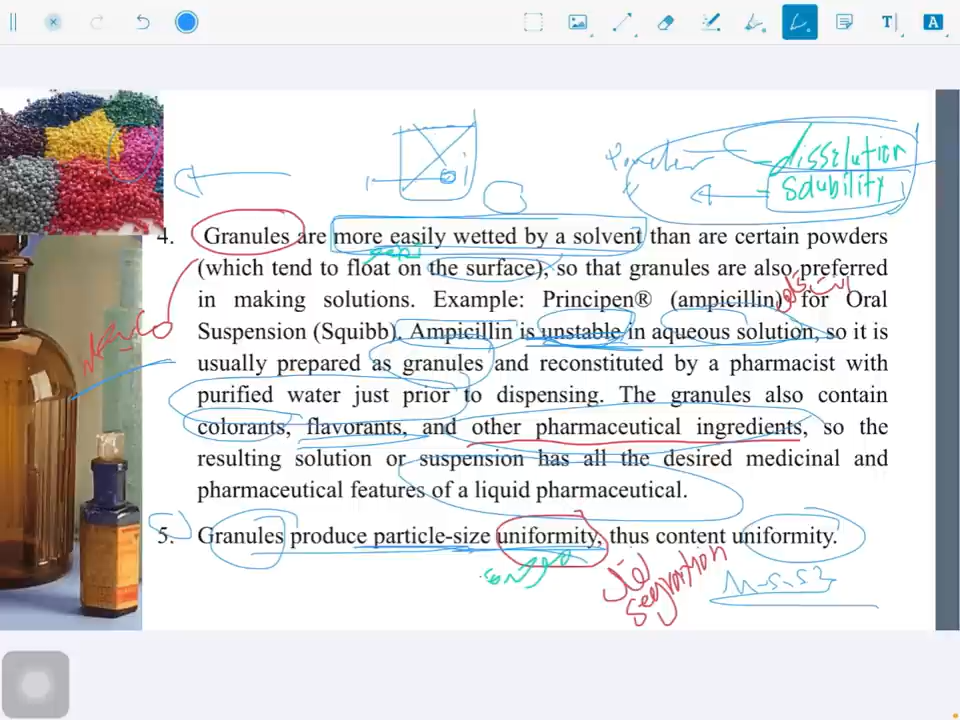 dissolution
solubility
4. Granules are more easily wetted by a solvent than are certain powders
(which tend to float on the surface), so that granules are also preferred
in making solutions. Example: Principen® (ampicillin) for Oral
Suspension (Squibb). Ampicillin is unstable in aqueous solution, so it is
usually prepared as granules and reconstituted by a pharmacist with
purified water just prior to dispensing. The granules also contain
colorants, flavorants, and other pharmaceutical ingredients, so the
resulting solution or suspension has all the desired medicinal and
pharmaceutical features of a liquid pharmaceutical.
5. Granules produce particle-size uniformity, thus content uniformity.